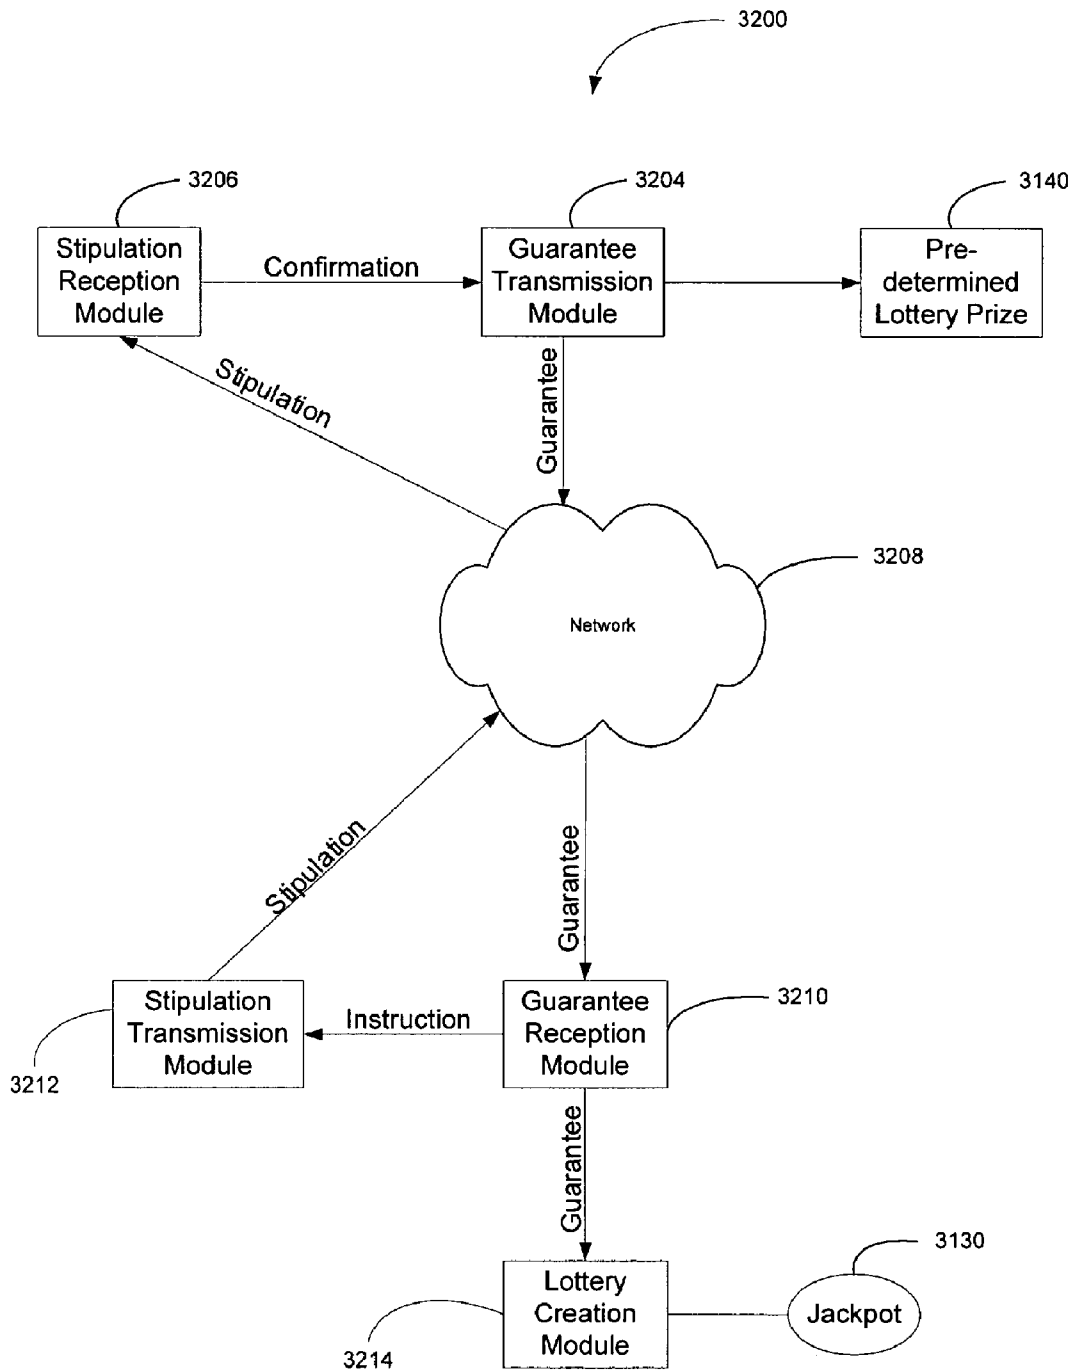 3200
3206
3204
3140
Stipulation
Reception
Module
Confirmation
Guarantee
Transmission
Module
Pre-
determined
Lottery Prize
Stipulation
Guarantee
3208
Network
Stipulation
Guarantee
Stipulation
Transmission
Module
Instruction
Guarantee
Reception
Module
3210
3212
Guarantee
3130
Lottery
Creation
Module
Jackpot
3214